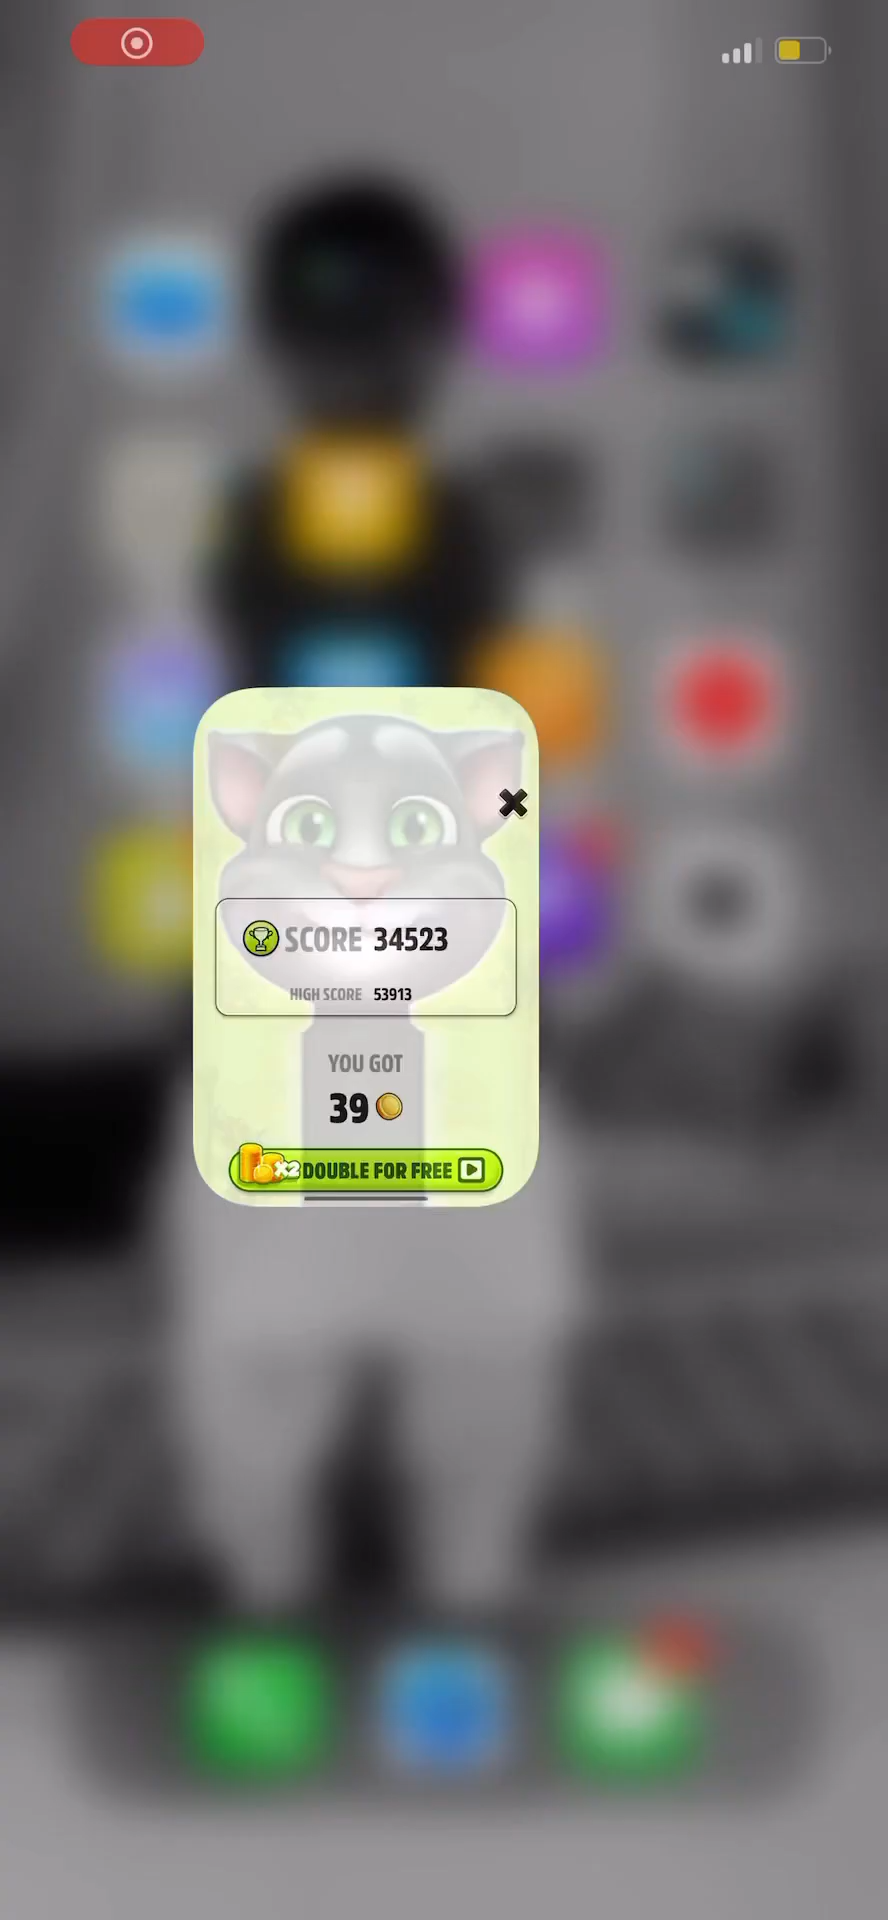 SCORE 34523
HIGH SCORE 53913
YOU GOT
39
X2 DOUBLE FOR FREE